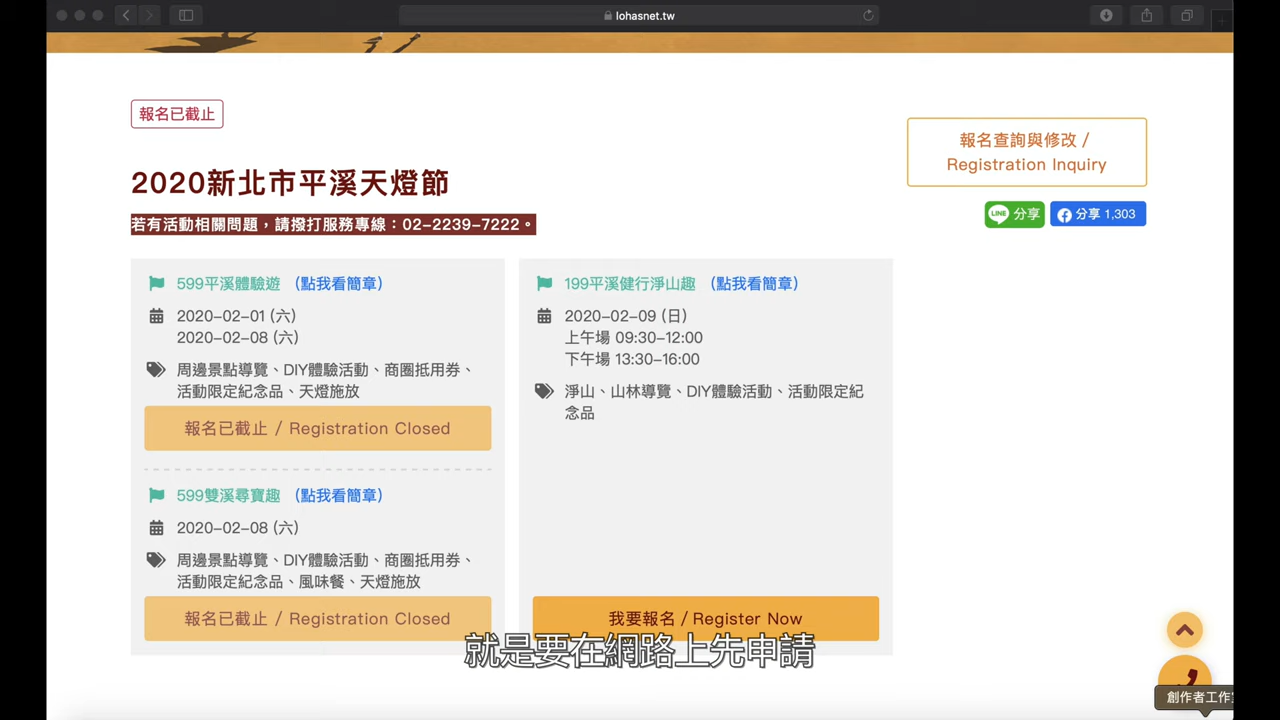 lohasnet.tw
報名已截止
報名查詢與修改 /
Registration Inquiry
2020新北市平溪天燈節
LINE 分享
分享 1,303
若有活動相關問題，請撥打服務專線：02-2239-7222。
599平溪體驗遊 （點我看簡章）
2020-02-01 (六)
2020-02-08 (六)
周邊景點導覽、DIY體驗活動、商圈抵用券、
活動限定紀念品、天燈施放
報名已截止 / Registration Closed
599雙溪尋寶趣 （點我看簡章）
2020-02-08 (六)
周邊景點導覽、DIY體驗活動、商圈抵用券、
活動限定紀念品、風味餐、天燈施放
報名已截止 / Registration Closed
199平溪健行淨山趣 （點我看簡章）
2020-02-09 (日)
上午場 09:30-12:00
下午場 13:30-16:00
淨山、山林導覽、DIY體驗活動、活動限定紀
念品
我要報名 / Register Now
就是要在網路上先申請
創作者工作